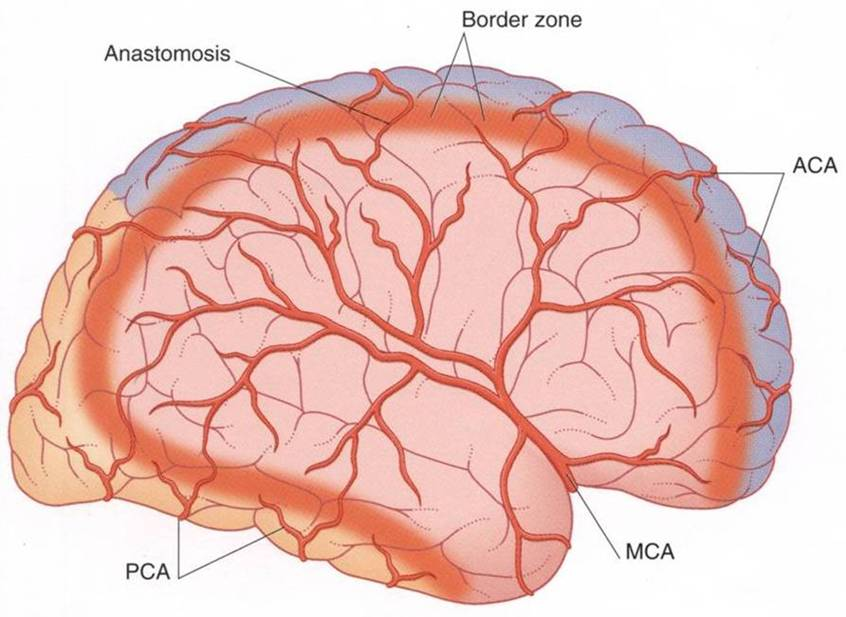 Border zone
Anastomosis
ACA
MCA
PCA